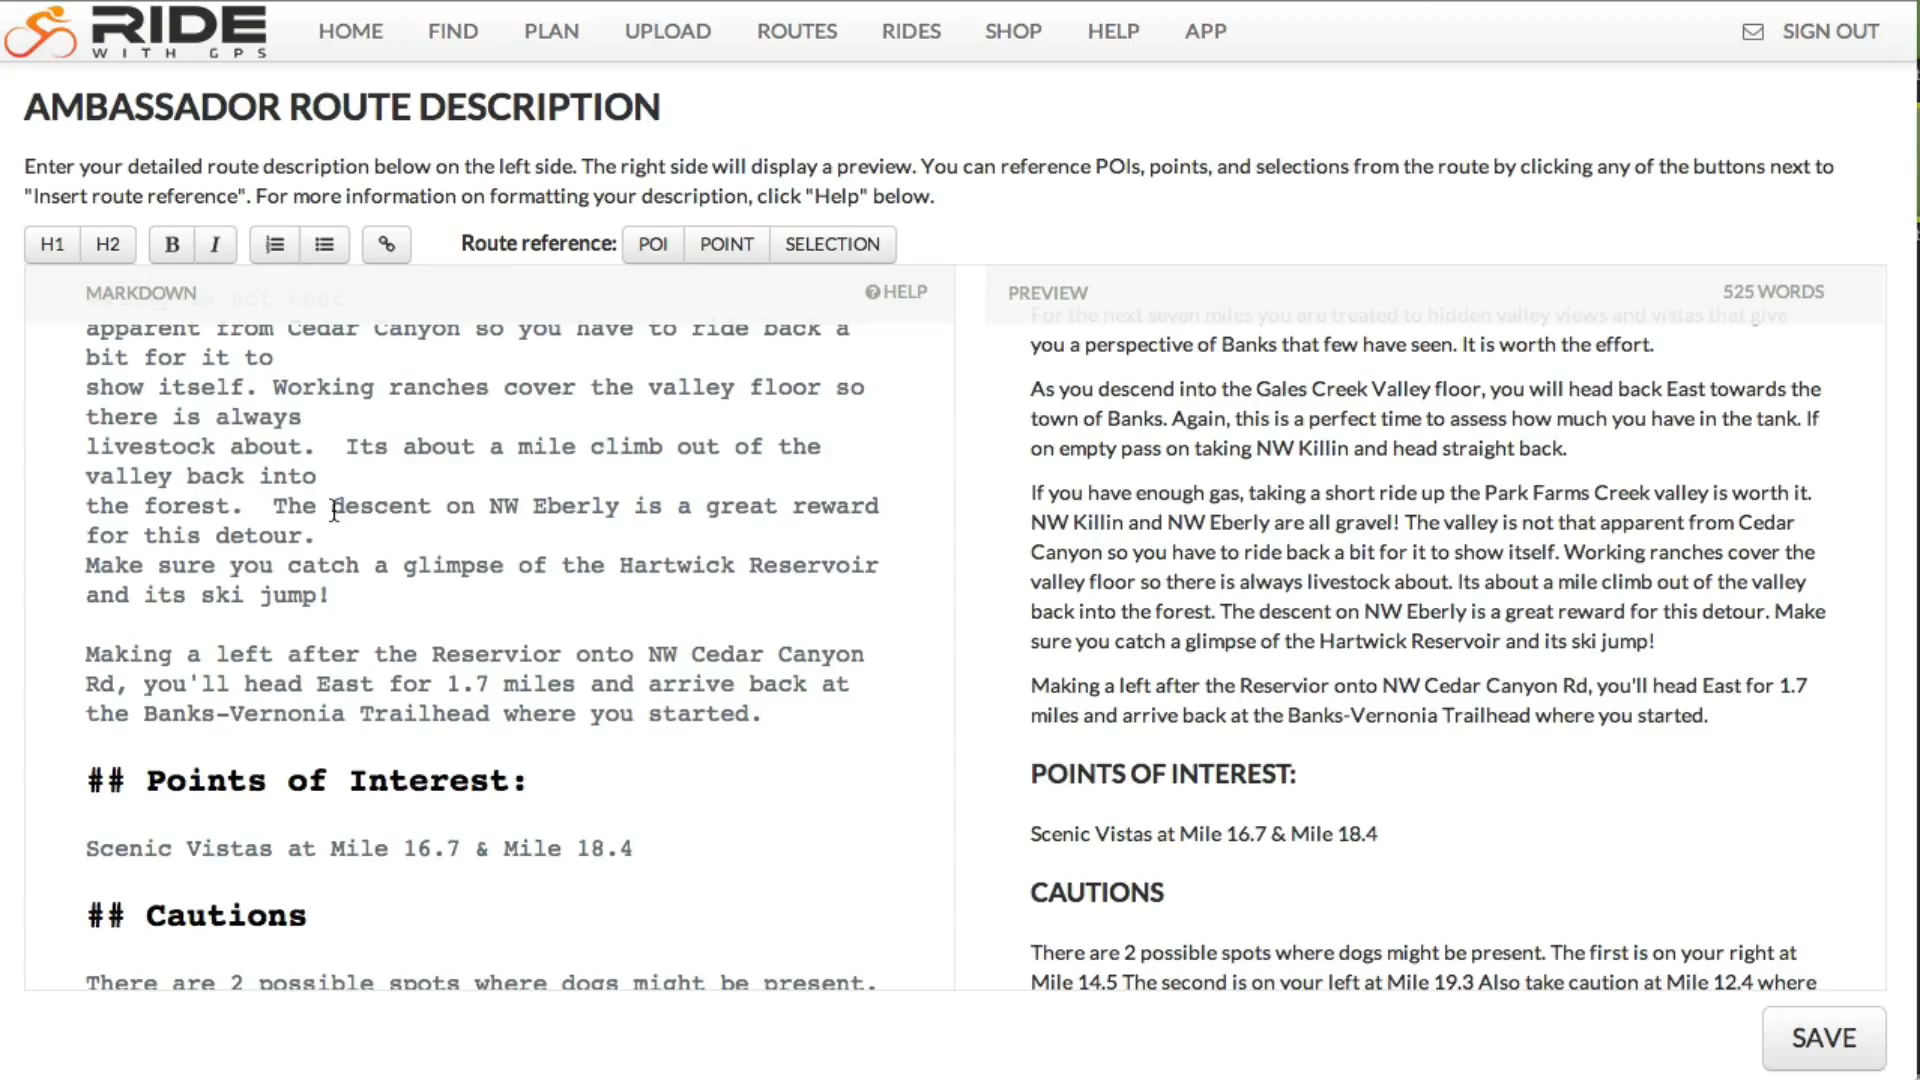 RIDE
WITH GPS
HOME FIND PLAN UPLOAD ROUTES RIDES SHOP HELP APP SIGN OUT
AMBASSADOR ROUTE DESCRIPTION
Enter your detailed route description below on the left side. The right side will display a preview. You can reference POIs, points, and selections from the route by clicking any of the buttons next to
"Insert route reference". For more information on formatting your description, click "Help" below.
H1 H2 B I Route reference: POI POINT SELECTION
MARKDOWN HELP
is not that
apparent from Cedar Canyon so you have to ride back a
bit for it to
show itself. Working ranches cover the valley floor so
there is always
livestock about.  Its about a mile climb out of the
valley back into
the forest.  The descent on NW Eberly is a great reward
for this detour.
Make sure you catch a glimpse of the Hartwick Reservoir
and its ski jump!
Making a left after the Reservior onto NW Cedar Canyon
Rd, you'll head East for 1.7 miles and arrive back at
the Banks-Vernonia Trailhead where you started.
## Points of Interest:
Scenic Vistas at Mile 16.7 & Mile 18.4
## Cautions
There are 2 possible spots where dogs might be present.
PREVIEW 525 WORDS
For the next seven miles you are treated to hidden valley views and vistas that give
you a perspective of Banks that few have seen. It is worth the effort.
As you descend into the Gales Creek Valley floor, you will head back East towards the
town of Banks. Again, this is a perfect time to assess how much you have in the tank. If
on empty pass on taking NW Killin and head straight back.
If you have enough gas, taking a short ride up the Park Farms Creek valley is worth it.
NW Killin and NW Eberly are all gravel! The valley is not that apparent from Cedar
Canyon so you have to ride back a bit for it to show itself. Working ranches cover the
valley floor so there is always livestock about. Its about a mile climb out of the valley
back into the forest. The descent on NW Eberly is a great reward for this detour. Make
sure you catch a glimpse of the Hartwick Reservoir and its ski jump!
Making a left after the Reservior onto NW Cedar Canyon Rd, you'll head East for 1.7
miles and arrive back at the Banks-Vernonia Trailhead where you started.
POINTS OF INTEREST:
Scenic Vistas at Mile 16.7 & Mile 18.4
CAUTIONS
There are 2 possible spots where dogs might be present. The first is on your right at
Mile 14.5 The second is on your left at Mile 19.3 Also take caution at Mile 12.4 where
SAVE